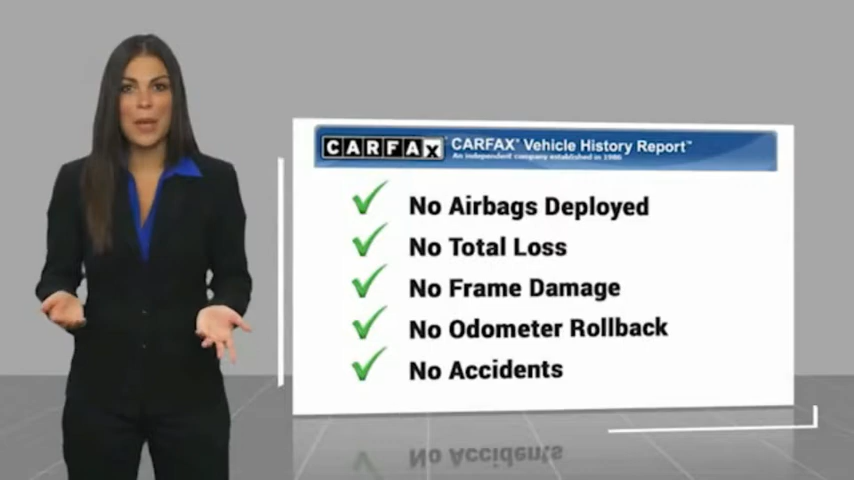 CARFAX CARFAX™ Vehicle History Report™
An independent company established in 1986
No Airbags Deployed
No Total Loss
No Frame Damage
No Odometer Rollback
No Accidents
No Accidents